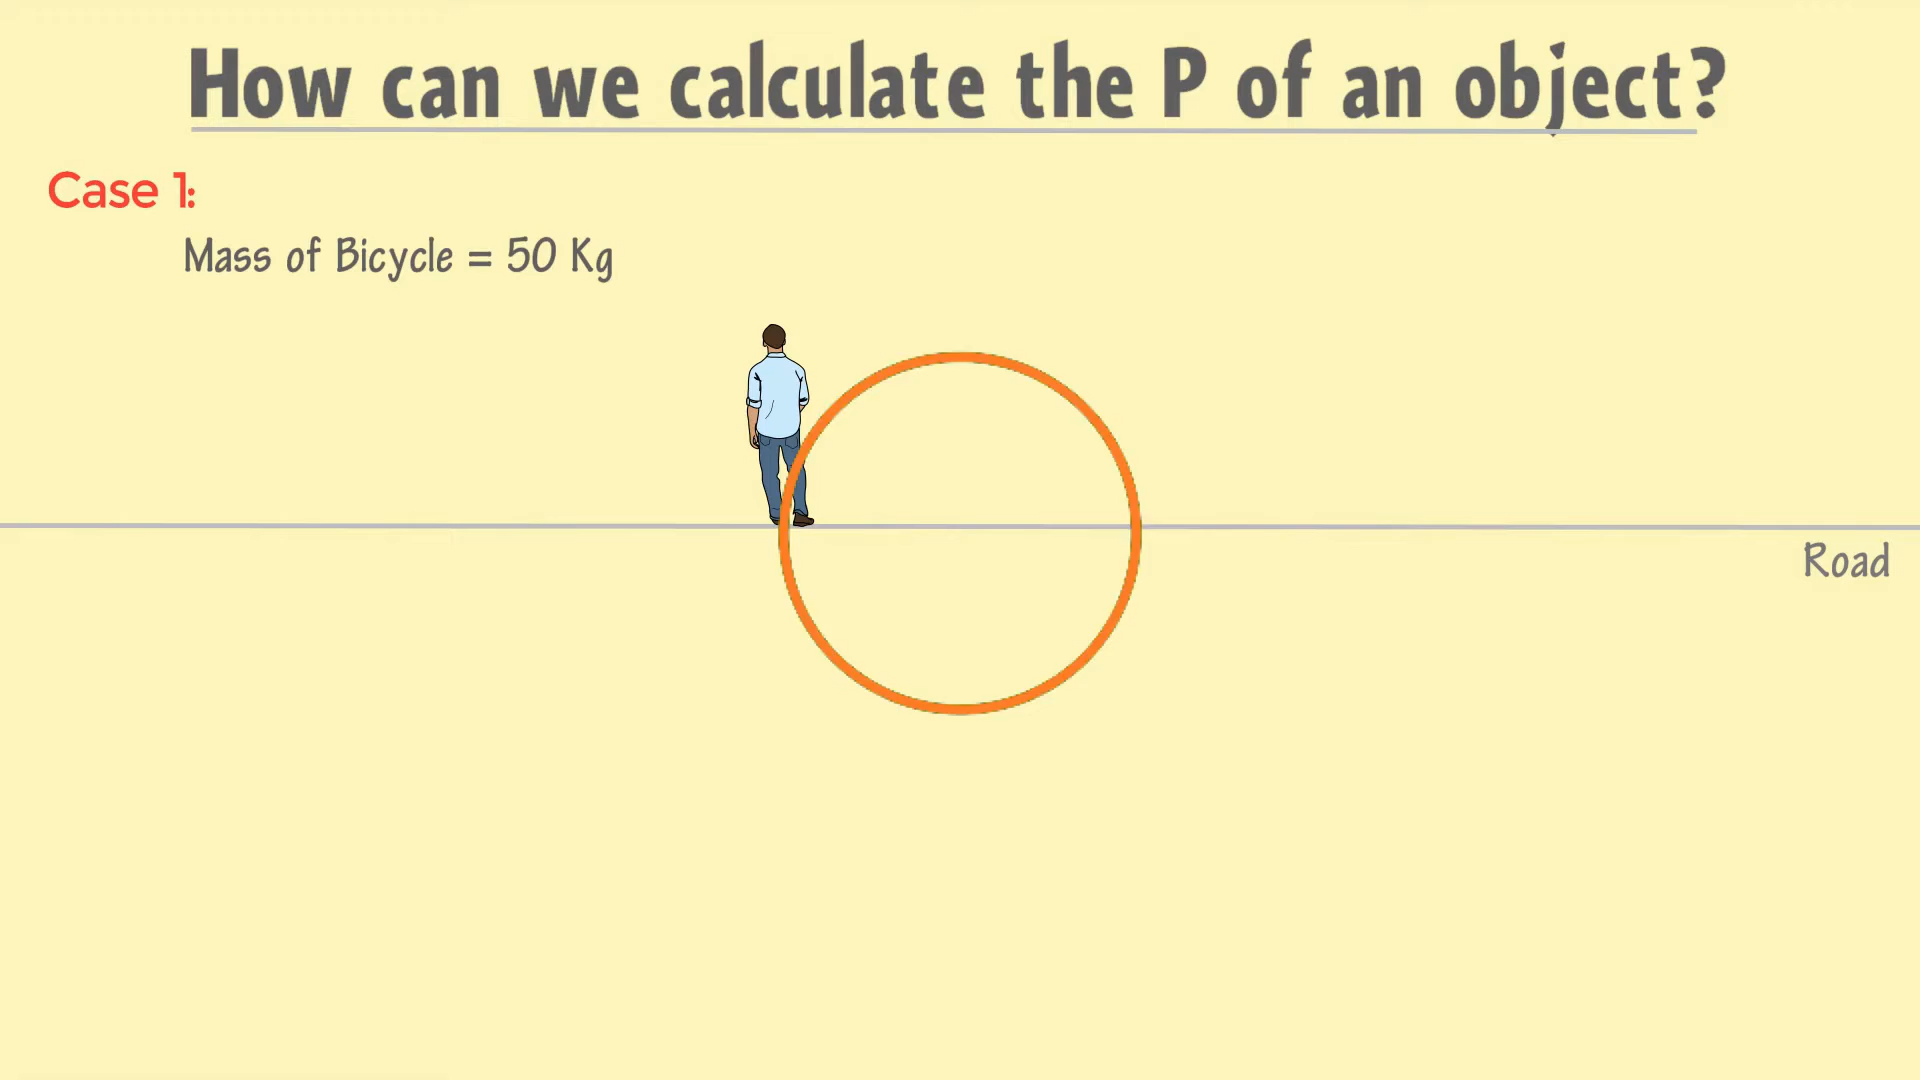 How can we calculate the P of an object?
Case 1:
Mass of Bicycle = 50 Kg
Road